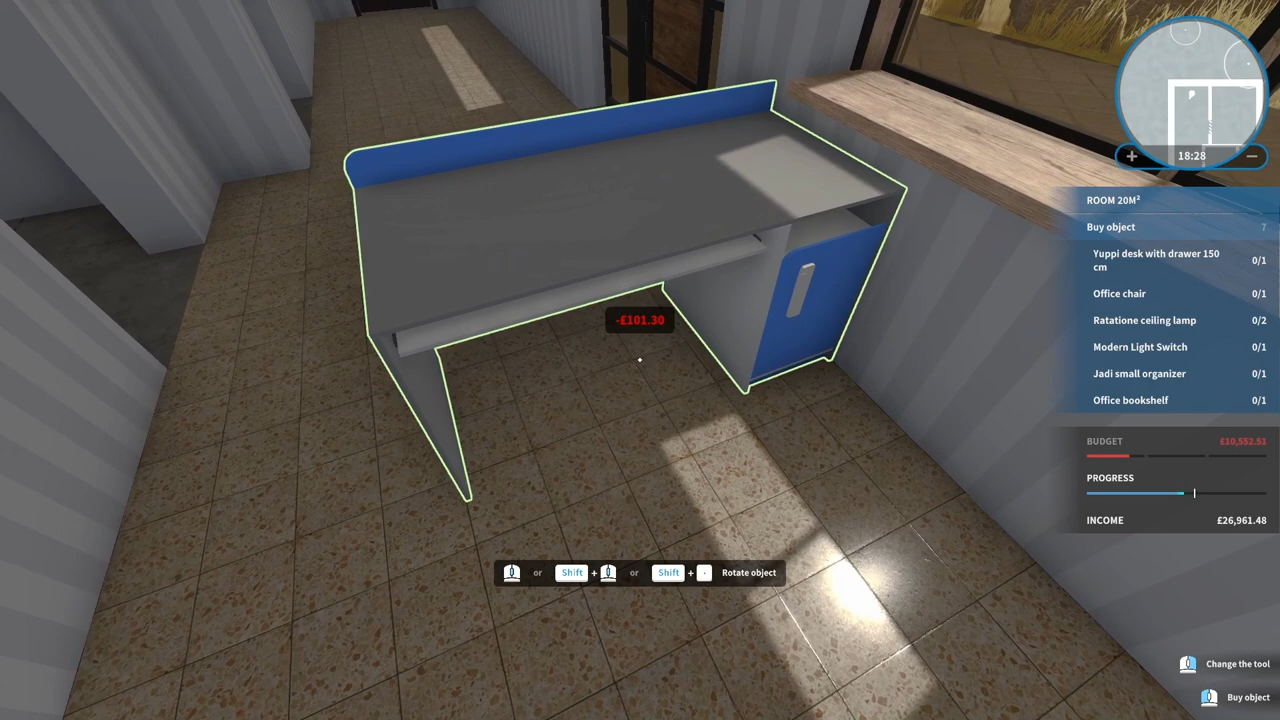 18:28
ROOM 20M²
Buy object 7
Yuppi desk with drawer 150
cm 0/1
Office chair 0/1
Ratatione ceiling lamp 0/2
Modern Light Switch 0/1
Jadi small organizer 0/1
Office bookshelf 0/1
-£101.30
BUDGET £10,552.51
PROGRESS
INCOME £26,961.48
or Shift + or Shift + · Rotate object
Change the tool
Buy object